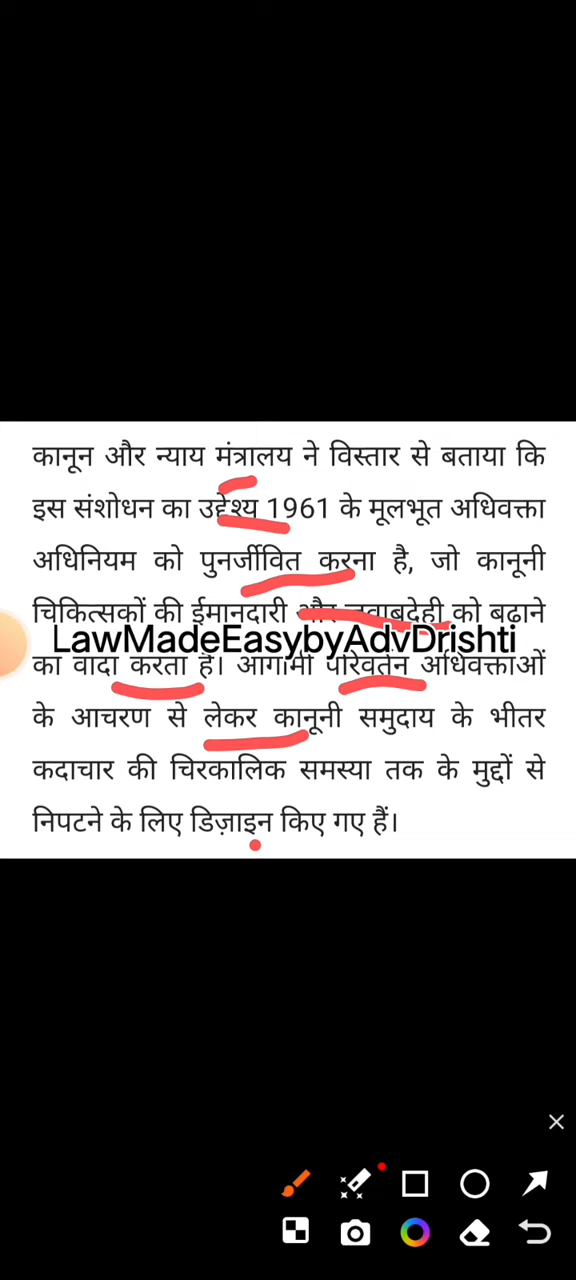 कानून और न्याय मंत्रालय ने विस्तार से बताया कि
इस संशोधन का उद्देश्य 1961 के मूलभूत अधिवक्ता
अधिनियम को पुनर्जीवित करना है, जो कानूनी
चिकित्सकों की ईमानदारी और जवाबदेही को बढ़ाने
LawMadeEasybyAdvDrishti
का वादा करता है। आगामी परिवर्तन अधिवक्ताओं
के आचरण से लेकर कानूनी समुदाय के भीतर
कदाचार की चिरकालिक समस्या तक के मुद्दों से
निपटने के लिए डिज़ाइन किए गए हैं।